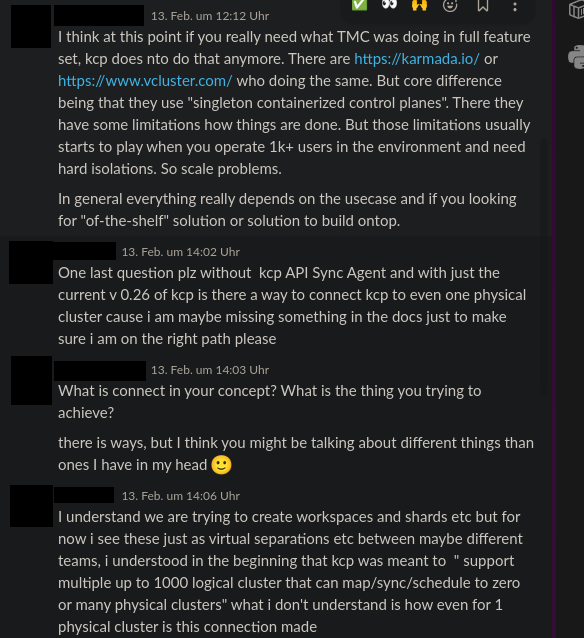 13. Feb. um 12:12 Uhr
I think at this point if you really need what TMC was doing in full feature
set, kcp does nto do that anymore. There are https://karmada.io/ or
https://www.vcluster.com/ who doing the same. But core difference
being that they use "singleton containerized control planes". There they
have some limitations how things are done. But those limitations usually
starts to play when you operate 1k+ users in the environment and need
hard isolations. So scale problems.
In general everything really depends on the usecase and if you looking
for "of-the-shelf" solution or solution to build ontop.
13. Feb. um 14:02 Uhr
One last question plz without  kcp API Sync Agent and with just the
current v 0.26 of kcp is there a way to connect kcp to even one physical
cluster cause i am maybe missing something in the docs just to make
sure i am on the right path please
13. Feb. um 14:03 Uhr
What is connect in your concept? What is the thing you trying to
achieve?
there is ways, but I think you might be talking about different things than
ones I have in my head 🙂
13. Feb. um 14:06 Uhr
I understand we are trying to create workspaces and shards etc but for
now i see these just as virtual separations etc between maybe different
teams, i understood in the beginning that kcp was meant to  " support
multiple up to 1000 logical cluster that can map/sync/schedule to zero
or many physical clusters" what i don't understand is how even for 1
physical cluster is this connection made